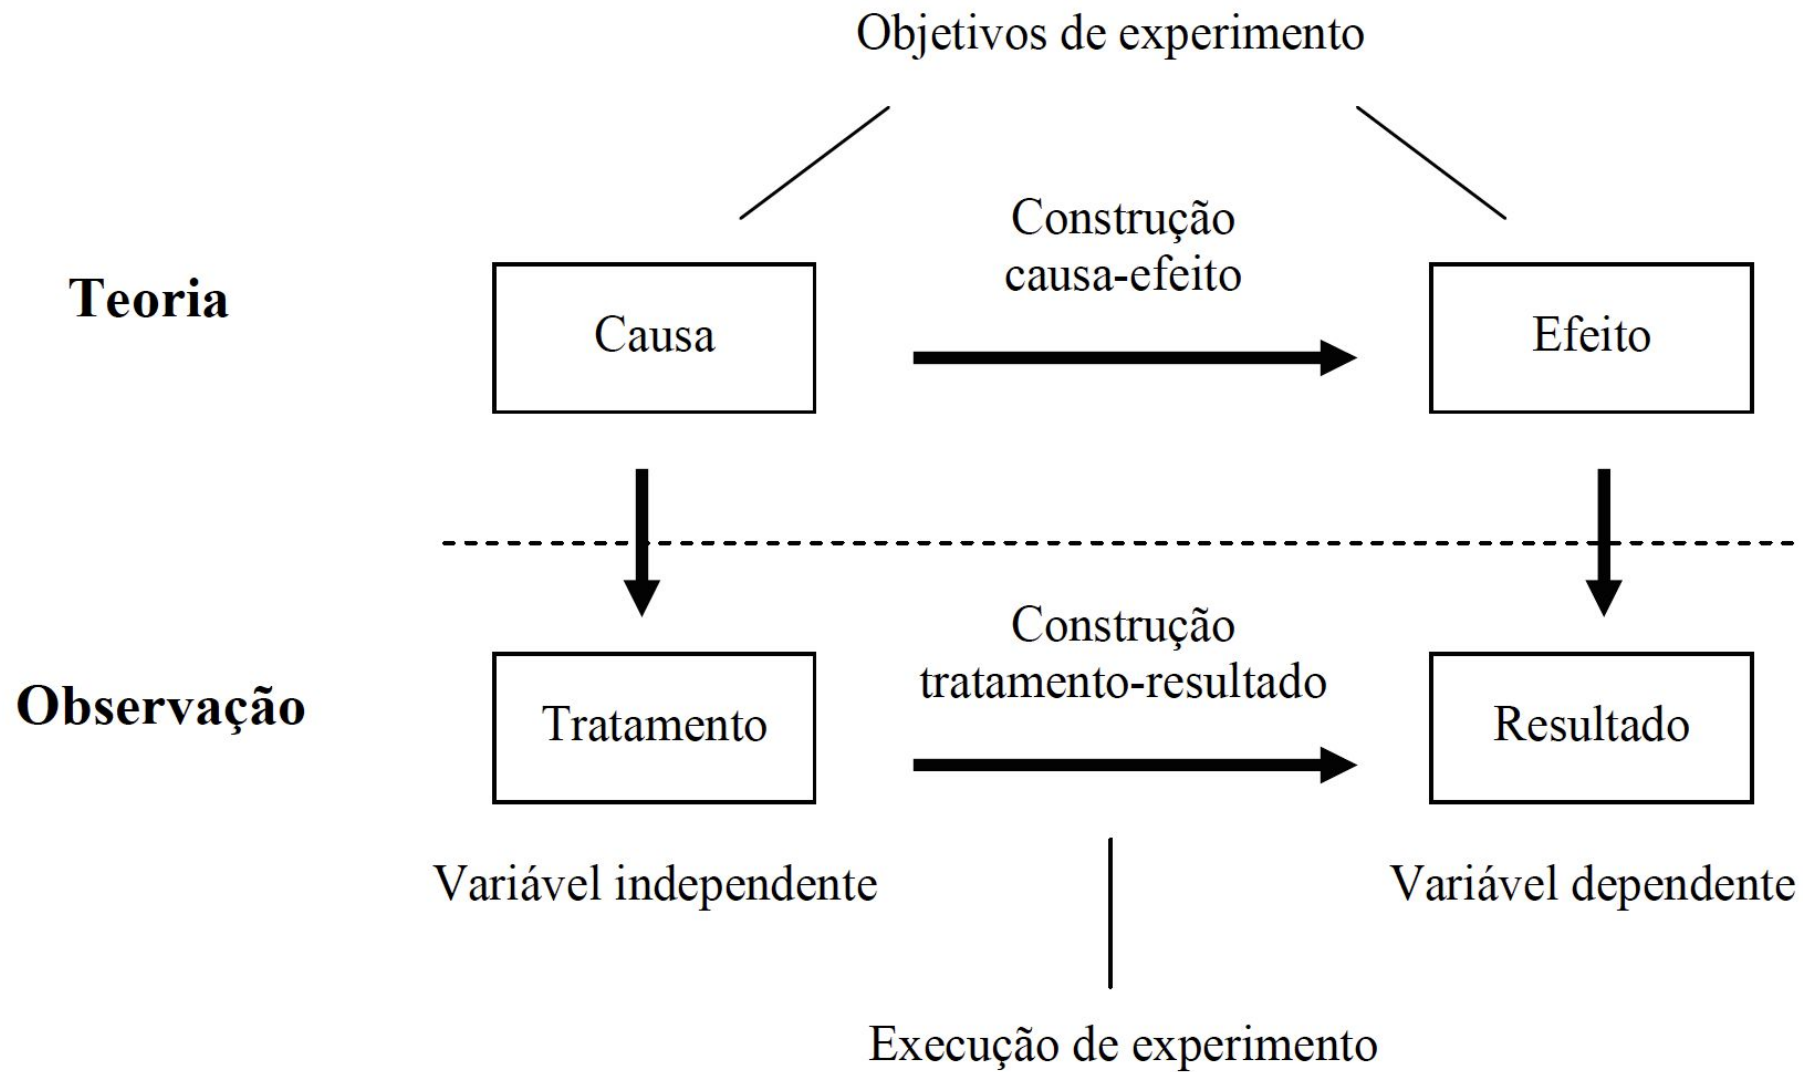 Objetivos de experimento
Construção
causa-efeito
Teoria
Causa
Efeito
Construção
tratamento-resultado
Observação
Tratamento
Resultado
Variável independente
Variável dependente
Execução de experimento